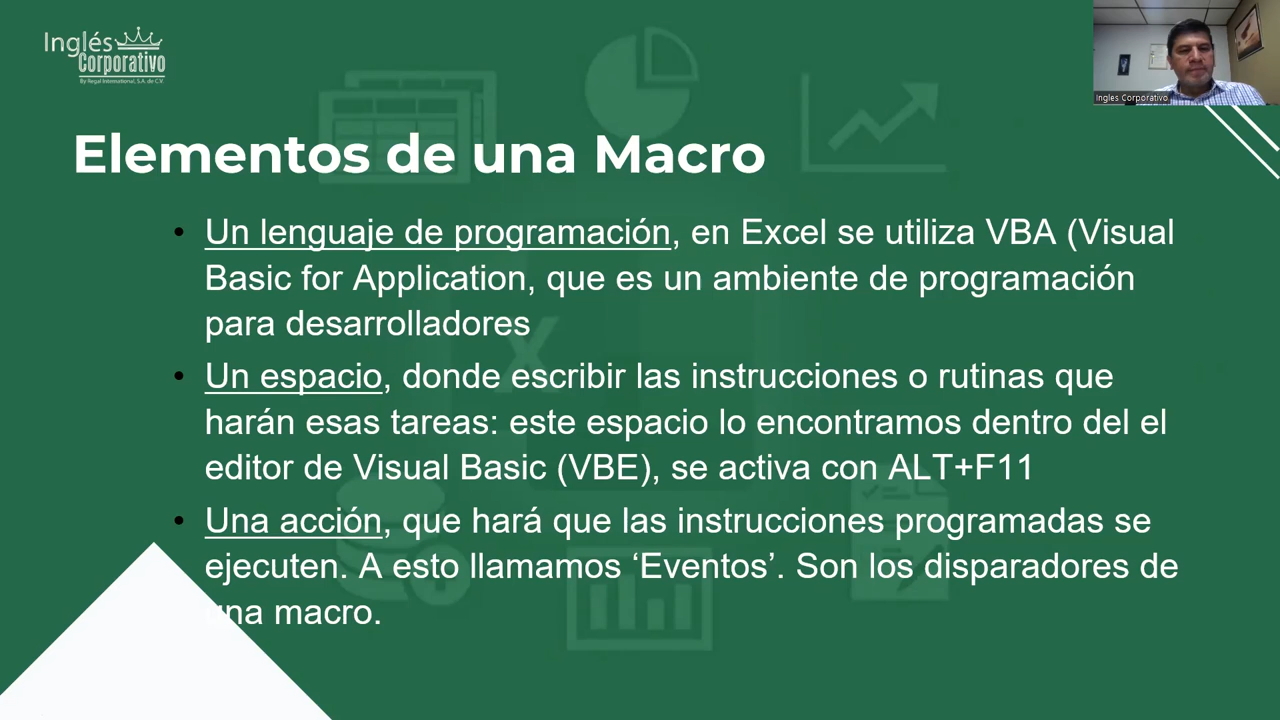 Inglés
Corporativo
By Regal International, S.A. de C.V.
Ingles Corporativo
Elementos de una Macro
• Un lenguaje de programación, en Excel se utiliza VBA (Visual
Basic for Application, que es un ambiente de programación
para desarrolladores
• Un espacio, donde escribir las instrucciones o rutinas que
harán esas tareas: este espacio lo encontramos dentro del el
editor de Visual Basic (VBE), se activa con ALT+F11
• Una acción, que hará que las instrucciones programadas se
ejecuten. A esto llamamos ‘Eventos’. Son los disparadores de
una macro.